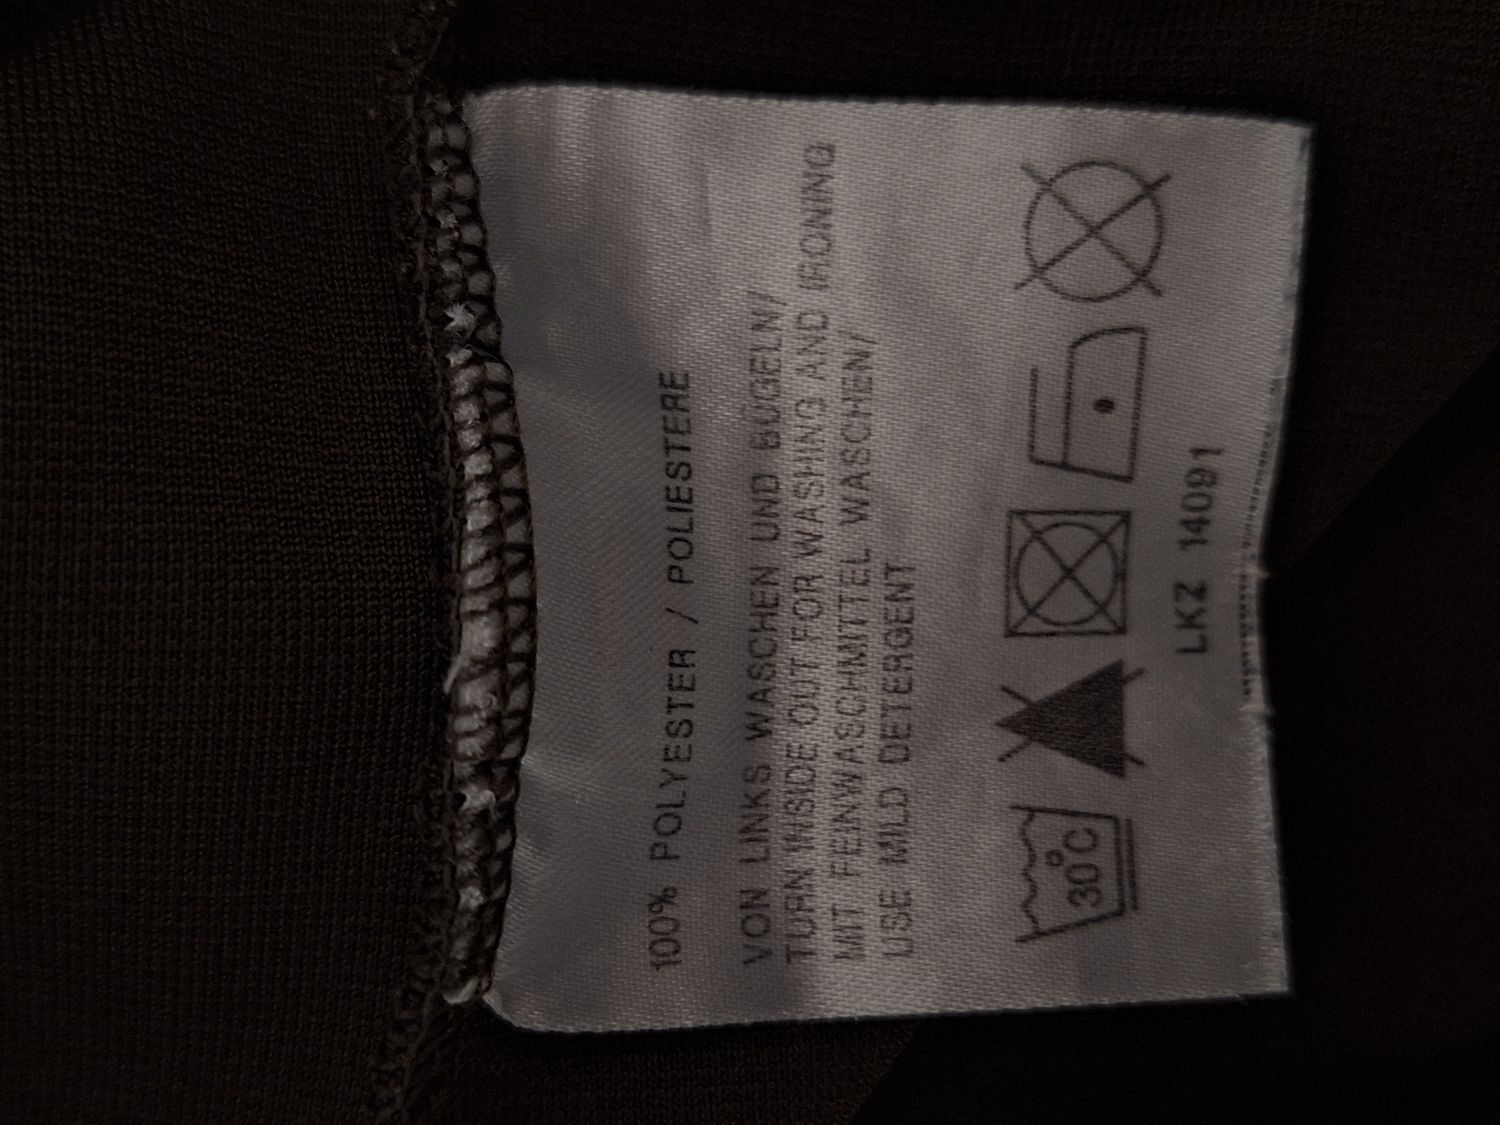 100% POLYESTER / POLIESTERE
VON LINKS WASCHEN UND BÜGELN/
TURN INSIDE OUT FOR WASHING AND IRONING
MIT FEINWASCHMITTEL WASCHEN/
USE MILD DETERGENT
30°C
LKZ 14091